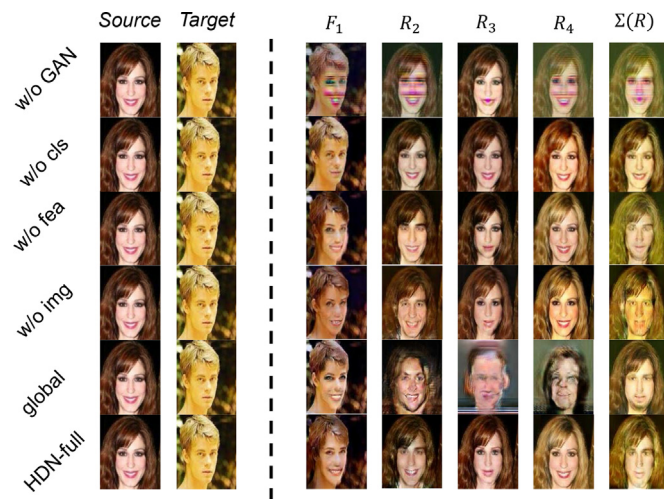 Source Target F₁ R₂ R₃ R₄ Σ(R)
w/o GAN
w/o cls
w/o fea
w/o img
global
HDN-full